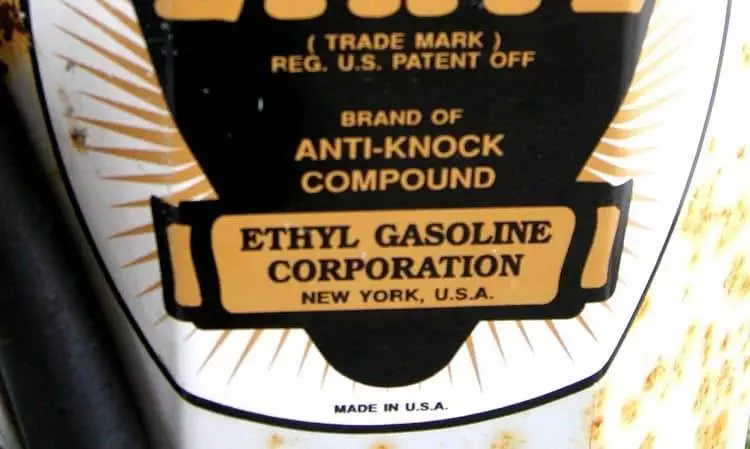 ( TRADE MARK )
REG. U.S. PATENT OFF
BRAND OF
ANTI-KNOCK
COMPOUND
ETHYL GASOLINE
CORPORATION
NEW YORK, U.S.A.
MADE IN U.S.A.